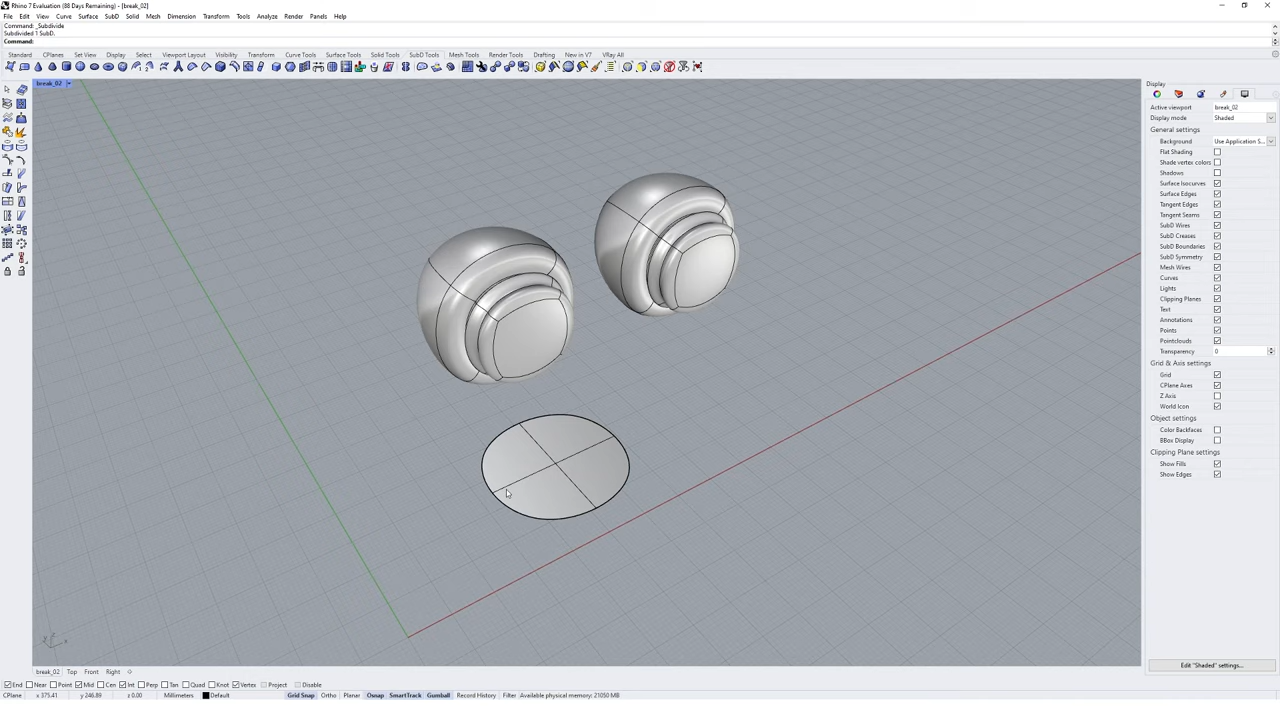 Rhino 7 Evaluation (88 Days Remaining) - [break_02]
File Edit View Curve Surface SubD Solid Mesh Dimension Transform Tools Analyze Render Panels Help
Command: _Subdivide
Subdivided 1 SubD.
Command:
Standard CPlanes Set View Display Select Viewport Layout Visibility Transform Curve Tools Surface Tools Solid Tools SubD Tools Mesh Tools Render Tools Drafting New in V7 VRay All
break_02
Display
Active viewport break_02
Display mode Shaded
General settings
Background Use Application S...
Flat Shading
Shade vertex colors
Shadows
Surface Isocurves
Surface Edges
Tangent Edges
Tangent Seams
SubD Wires
SubD Creases
SubD Boundaries
SubD Symmetry
Mesh Wires
Curves
Lights
Clipping Planes
Text
Annotations
Points
Pointclouds
Transparency 0
Grid & Axis settings
Grid
CPlane Axes
Z Axis
World Icon
Object settings
Color Backfaces
BBox Display
Clipping Plane settings
Show Fills
Show Edges
Edit "Shaded" settings...
break_02 Top Front Right
End Near Point Mid Cen Int Perp Tan Quad Knot Vertex Project Disable
CPlane x 375.41 y 246.89 z 0.00 Millimeters Default Grid Snap Ortho Planar Osnap SmartTrack Gumball Record History Filter Available physical memory: 21050 MB